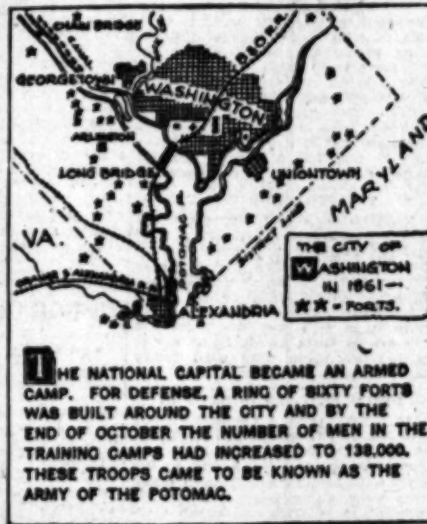 CHAIN BRIDGE
CANAL
GEORGETOWN
B & O R.R.
WASHINGTON
ARLINGTON
LONG BRIDGE
UNIONTOWN
MARYLAND
VA.
POTOMAC
ALEXANDRIA
THE CITY OF
WASHINGTON
IN 1861—
★★ = FORTS.
THE NATIONAL CAPITAL BECAME AN ARMED
CAMP. FOR DEFENSE, A RING OF SIXTY FORTS
WAS BUILT AROUND THE CITY AND BY THE
END OF OCTOBER THE NUMBER OF MEN IN THE
TRAINING CAMPS HAD INCREASED TO 138,000.
THESE TROOPS CAME TO BE KNOWN AS THE
ARMY OF THE POTOMAC.